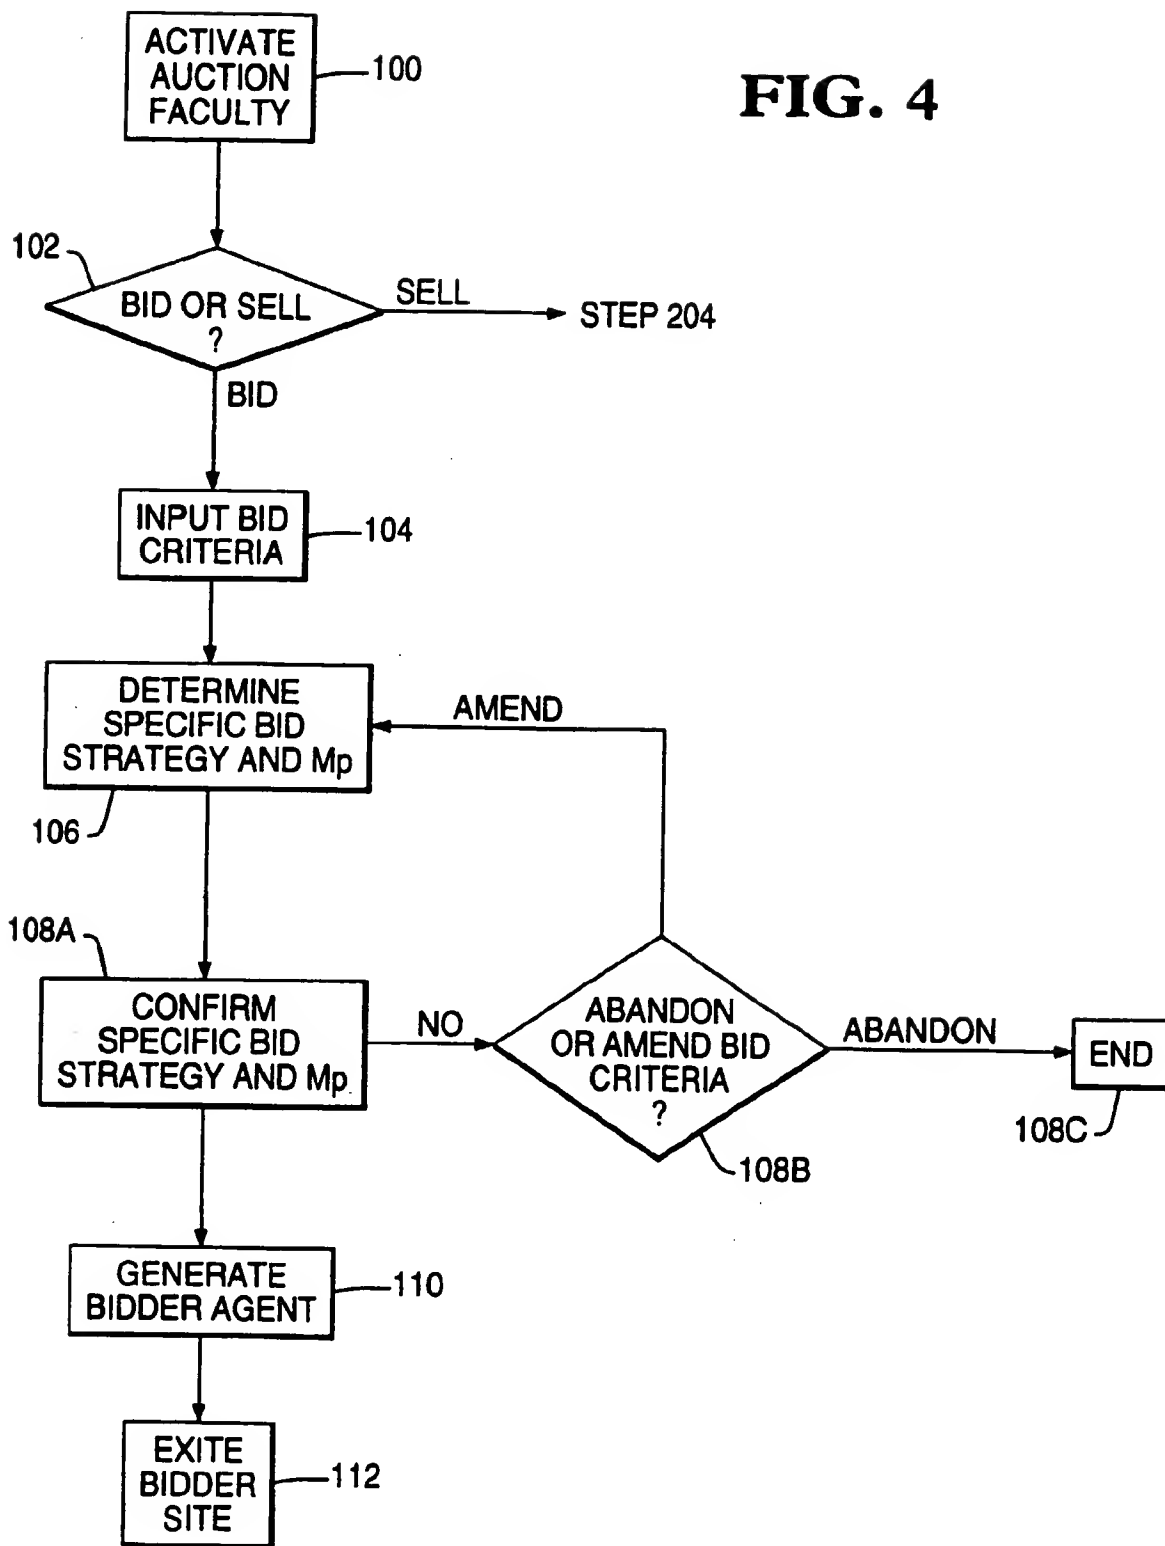 ACTIVATE
AUCTION
FACULTY
100
FIG. 4
102
BID OR SELL
?
SELL
STEP 204
BID
INPUT BID
CRITERIA
104
DETERMINE
SPECIFIC BID
STRATEGY AND Mp
106
AMEND
108A
CONFIRM
SPECIFIC BID
STRATEGY AND Mp
NO
ABANDON
OR AMEND BID
CRITERIA
?
108B
ABANDON
END
108C
GENERATE
BIDDER AGENT
110
EXITE
BIDDER
SITE
112